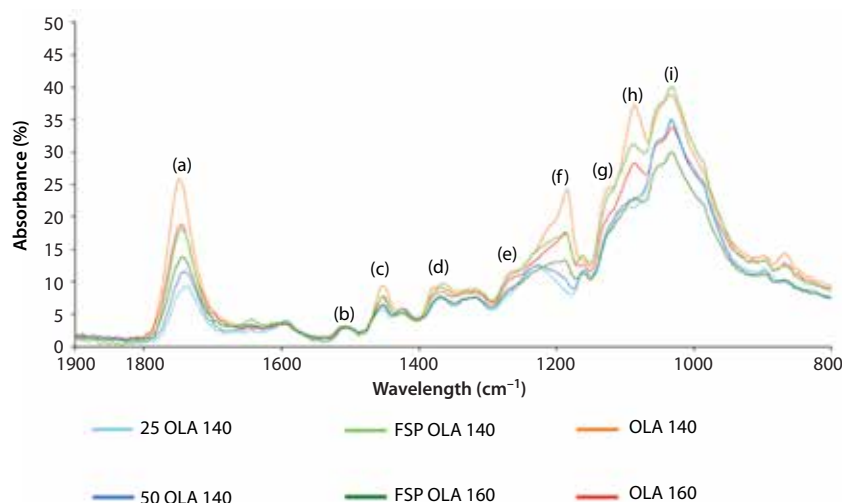 50
45
40
35
30
25
20
15
10
5
0
Absorbance (%)
(a)
(b)
(c)
(d)
(e)
(f)
(g)
(h)
(i)
1900 1800 1600 1400 1200 1000 800
Wavelength (cm⁻¹)
25 OLA 140 FSP OLA 140 OLA 140
50 OLA 140 FSP OLA 160 OLA 160